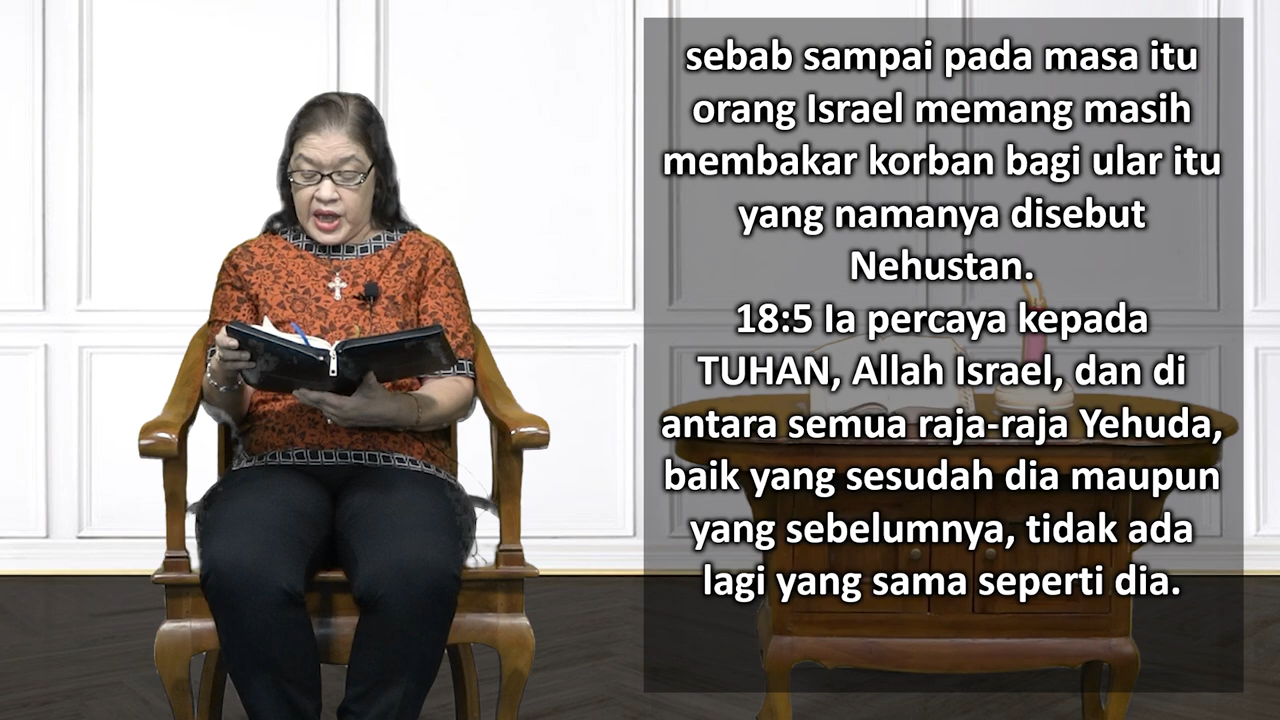 sebab sampai pada masa itu
orang Israel memang masih
membakar korban bagi ular itu
yang namanya disebut
Nehustan.
18:5 Ia percaya kepada
TUHAN, Allah Israel, dan di
antara semua raja-raja Yehuda,
baik yang sesudah dia maupun
yang sebelumnya, tidak ada
lagi yang sama seperti dia.